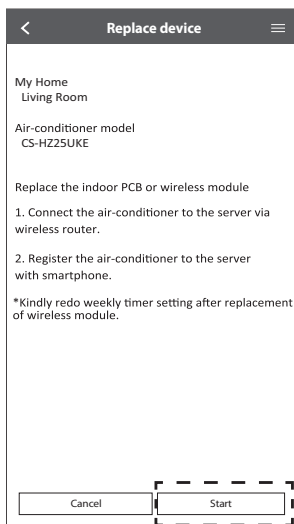 Replace device
My Home
Living Room
Air-conditioner model
CS-HZ25UKE
Replace the indoor PCB or wireless module
1. Connect the air-conditioner to the server via
wireless router.
2. Register the air-conditioner to the server
with smartphone.
*Kindly redo weekly timer setting after replacement
of wireless module.
Cancel
Start